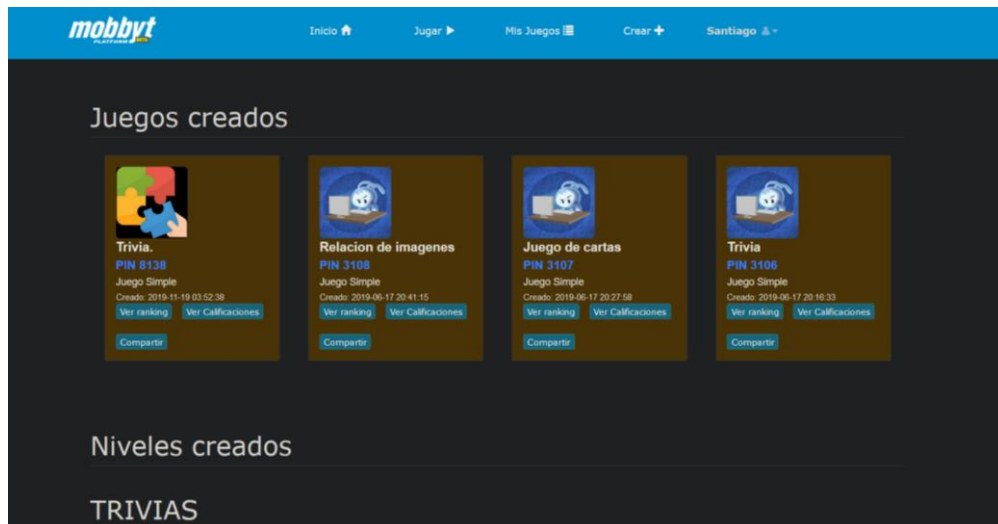 mobbyt
PLATFORM BETA
Inicio Jugar Mis Juegos Crear Santiago
Juegos creados
Trivia.
PIN 8138
Juego Simple
Creado: 2019-11-19 03:52:38
Ver ranking Ver Calificaciones
Compartir
Relacion de imagenes
PIN 3108
Juego Simple
Creado: 2019-06-17 20:41:15
Ver ranking Ver Calificaciones
Compartir
Juego de cartas
PIN 3107
Juego Simple
Creado: 2019-06-17 20:27:58
Ver ranking Ver Calificaciones
Compartir
Trivia
PIN 3106
Juego Simple
Creado: 2019-06-17 20:16:33
Ver ranking Ver Calificaciones
Compartir
Niveles creados
TRIVIAS